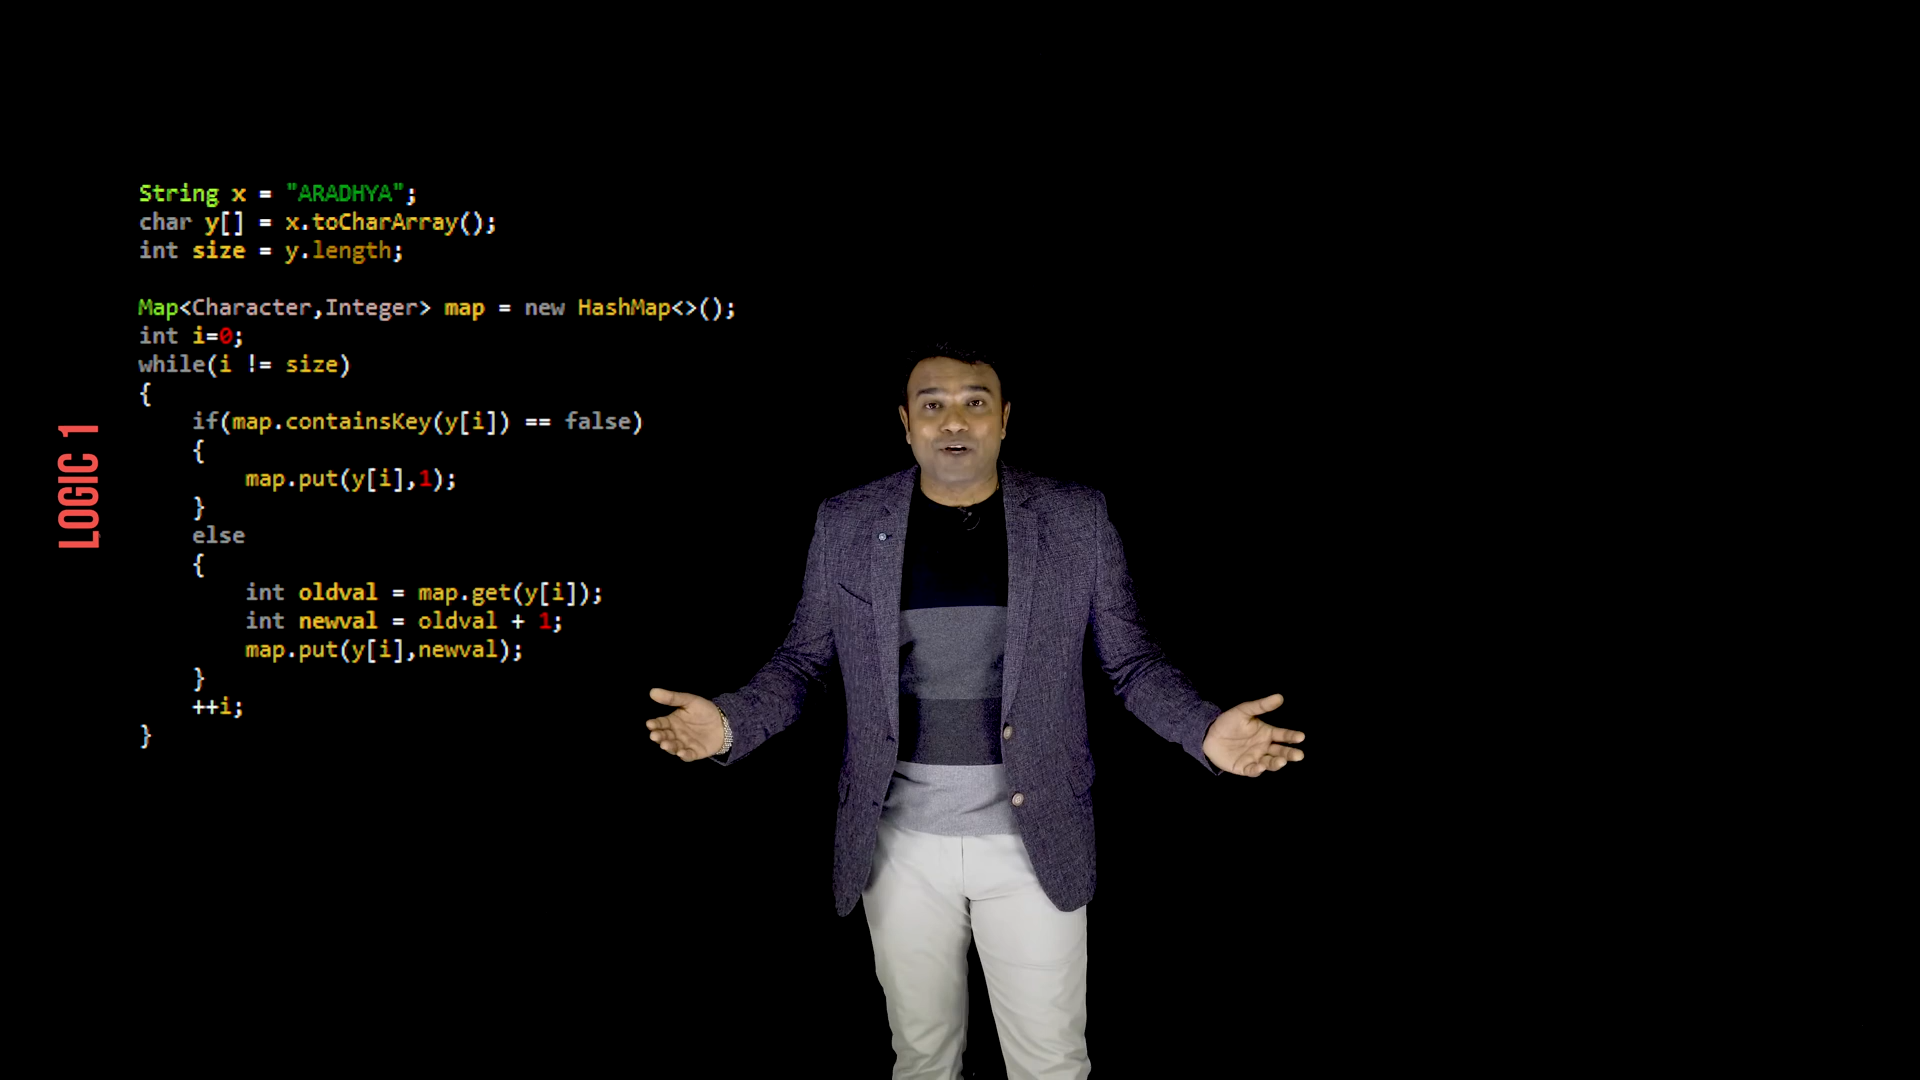 LOGIC 1
String x = "ARADHYA";
char y[] = x.toCharArray();
int size = y.length;
Map<Character,Integer> map = new HashMap<>();
int i=0;
while(i != size)
{
if(map.containsKey(y[i]) == false)
{
map.put(y[i],1);
}
else
{
int oldval = map.get(y[i]);
int newval = oldval + 1;
map.put(y[i],newval);
}
++i;
}